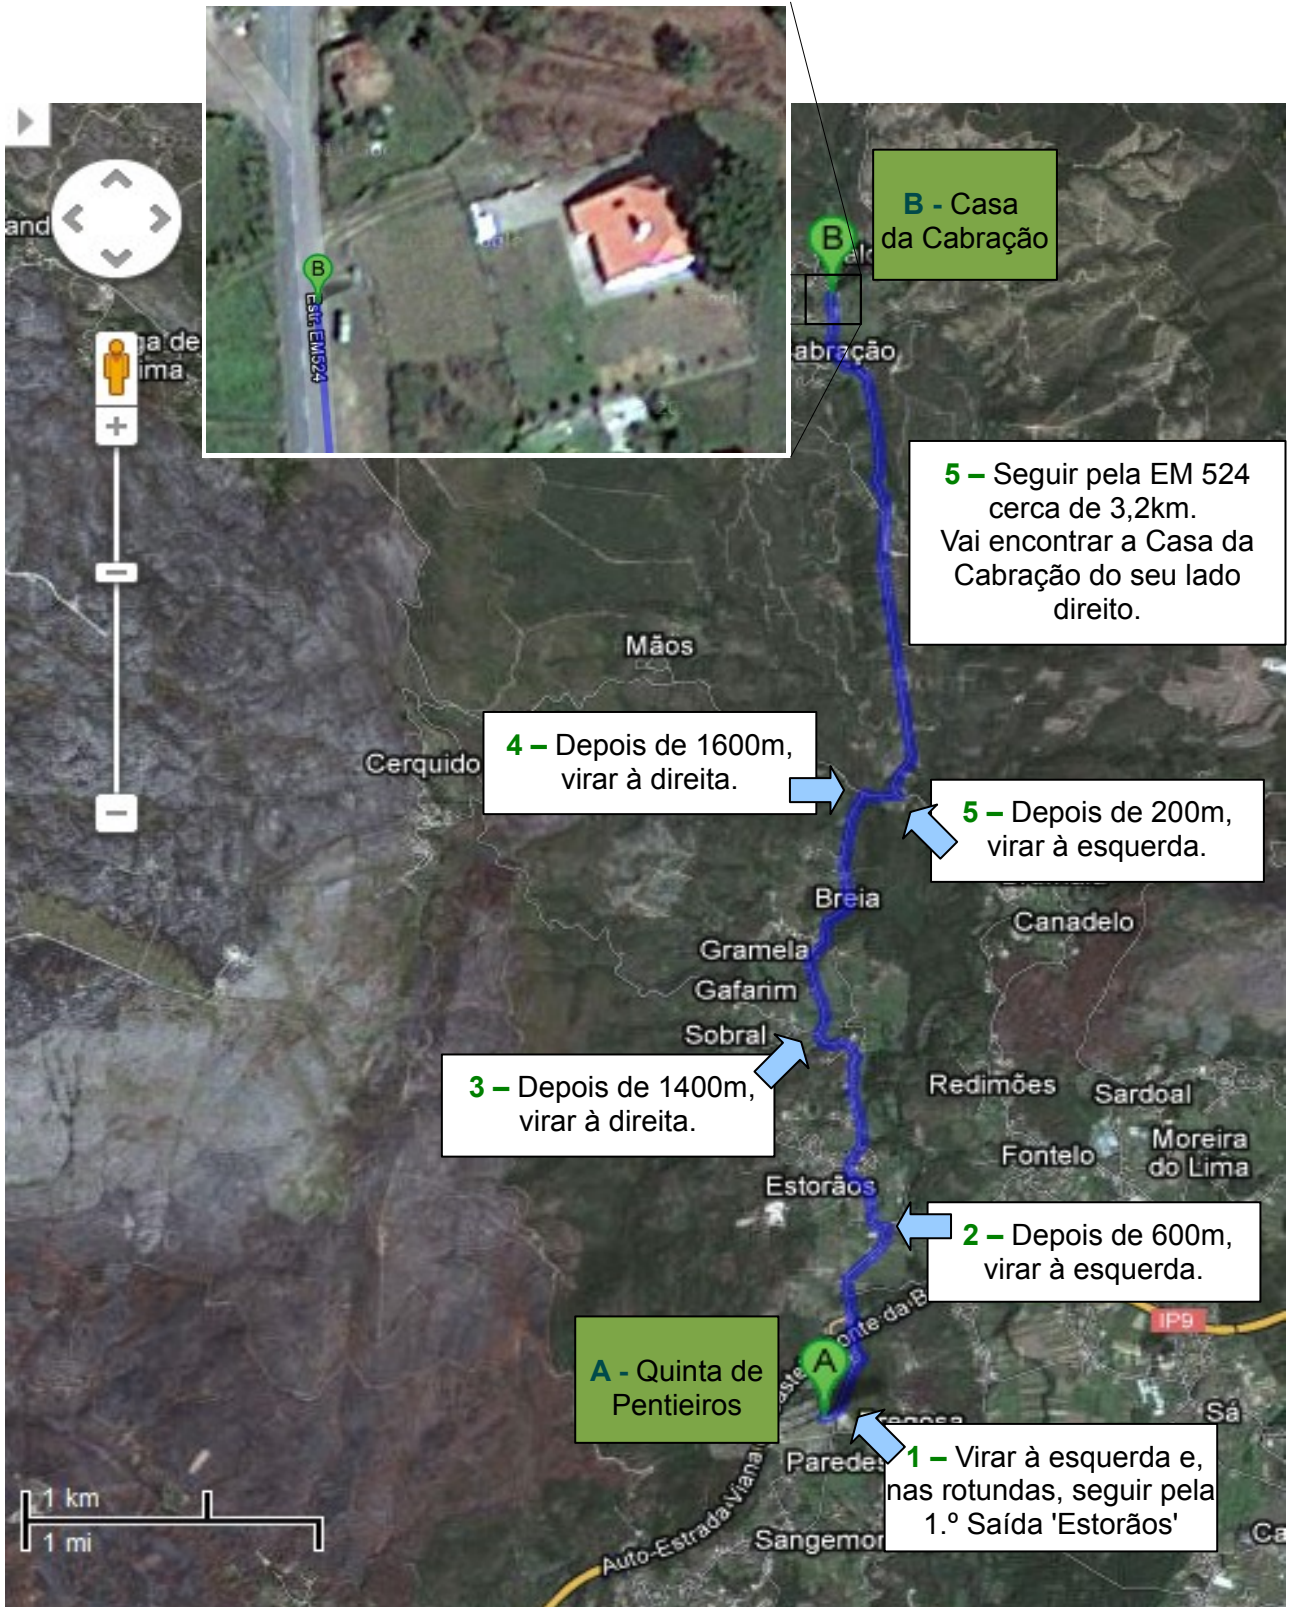 B
Estr. EM524
B - Casa
da Cabração
B
5 – Seguir pela EM 524
cerca de 3,2km.
Vai encontrar a Casa da
Cabração do seu lado
direito.
Mãos
4 – Depois de 1600m,
virar à direita.
Cerquido
5 – Depois de 200m,
virar à esquerda.
Breia
Canadelo
Gramela
Gafarim
Sobral
3 – Depois de 1400m,
virar à direita.
Redimões
Sardoal
Moreira
do Lima
Fontelo
Estorãos
2 – Depois de 600m,
virar à esquerda.
IP9
A - Quinta de
Pentieiros
A
Sá
Paredes
1 – Virar à esquerda e,
nas rotundas, seguir pela
1.º Saída 'Estorãos'
1 km
1 mi
Auto-Estrada Viana